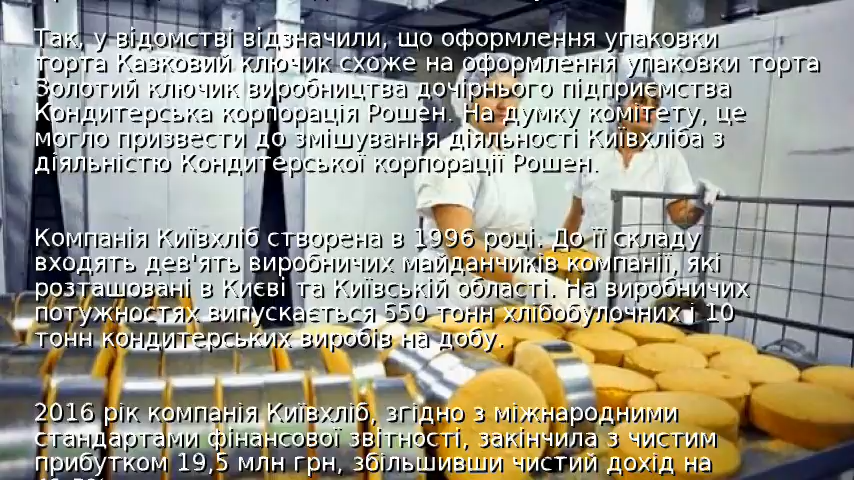 Так, у відомстві відзначили, що оформлення упаковки
торта Казковий ключик схоже на оформлення упаковки торта
Золотий ключик виробництва дочірнього підприємства
Кондитерська корпорація Рошен. На думку комітету, це
могло призвести до змішування діяльності Київхліба з
діяльністю Кондитерської корпорації Рошен.
Компанія Київхліб створена в 1996 році. До її складу
входять дев'ять виробничих майданчиків компанії, які
розташовані в Києві та Київській області. На виробничих
потужностях випускається 550 тонн хлібобулочних і 10
тонн кондитерських виробів на добу.
2016 рік компанія Київхліб, згідно з міжнародними
стандартами фінансової звітності, закінчила з чистим
прибутком 19,5 млн грн, збільшивши чистий дохід на